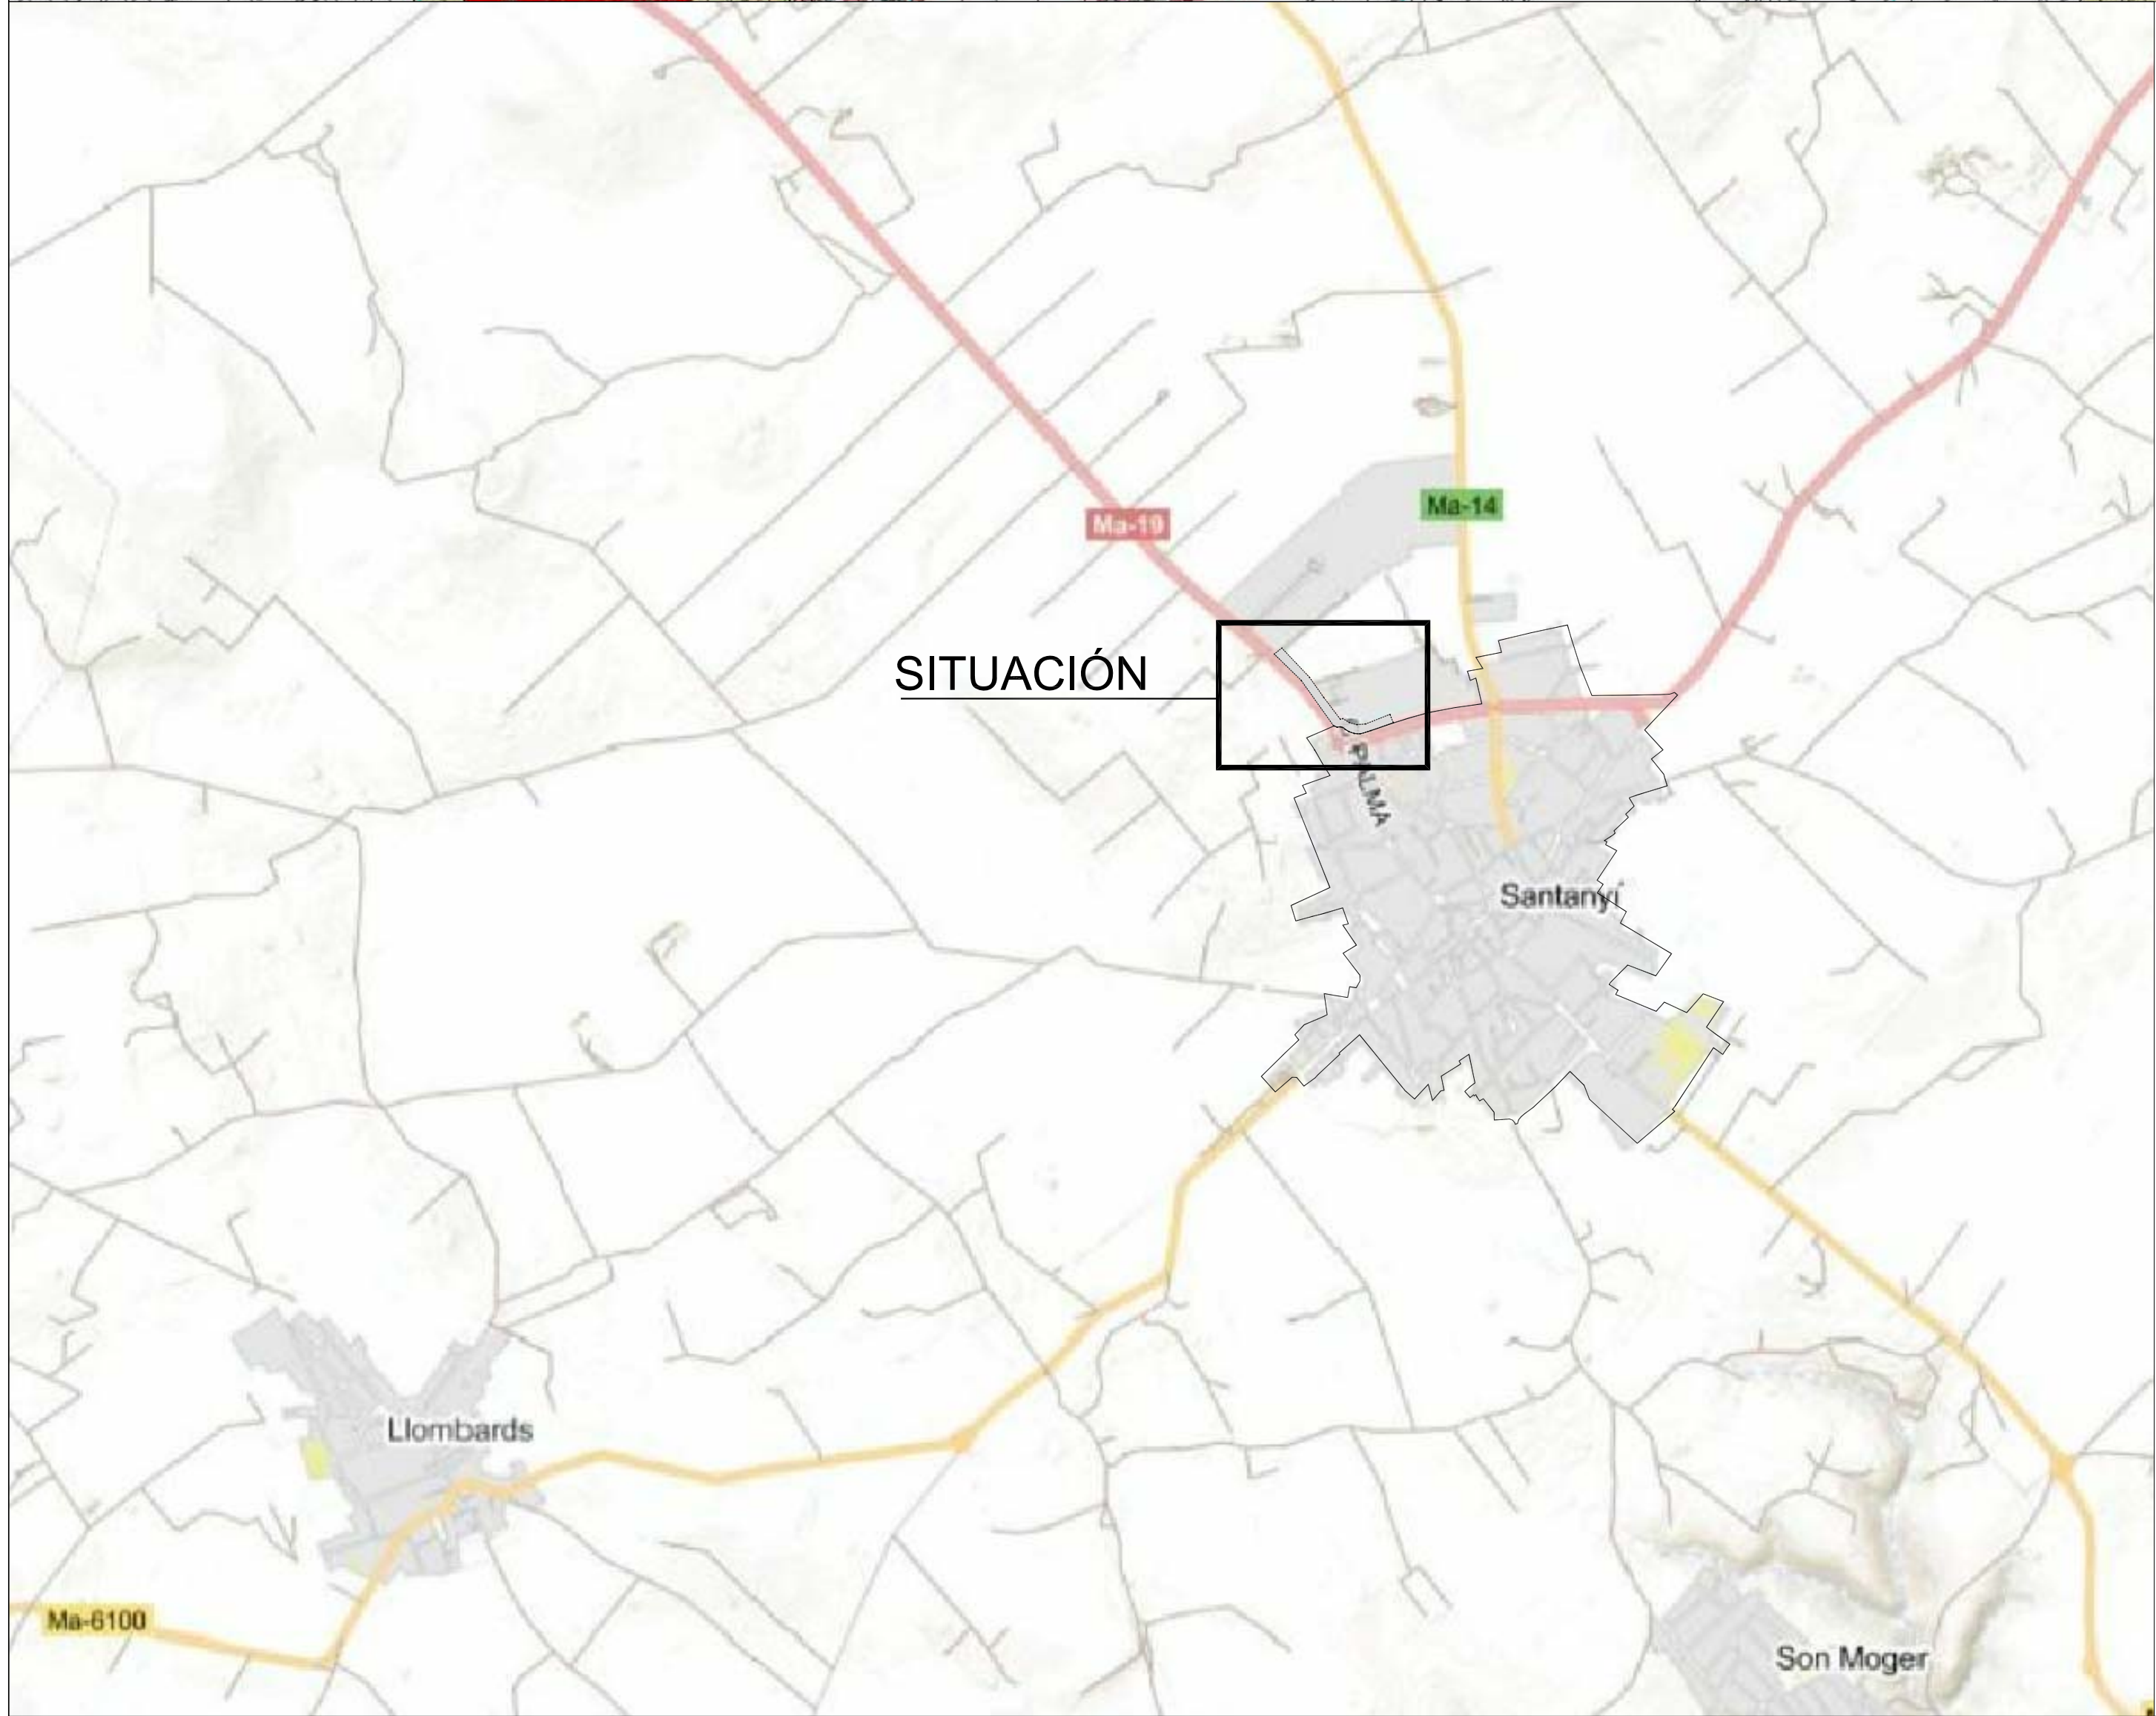 Ma-19
Ma-14
SITUACIÓN
PALMA
Santanyí
Llombards
Ma-6100
Son Moger